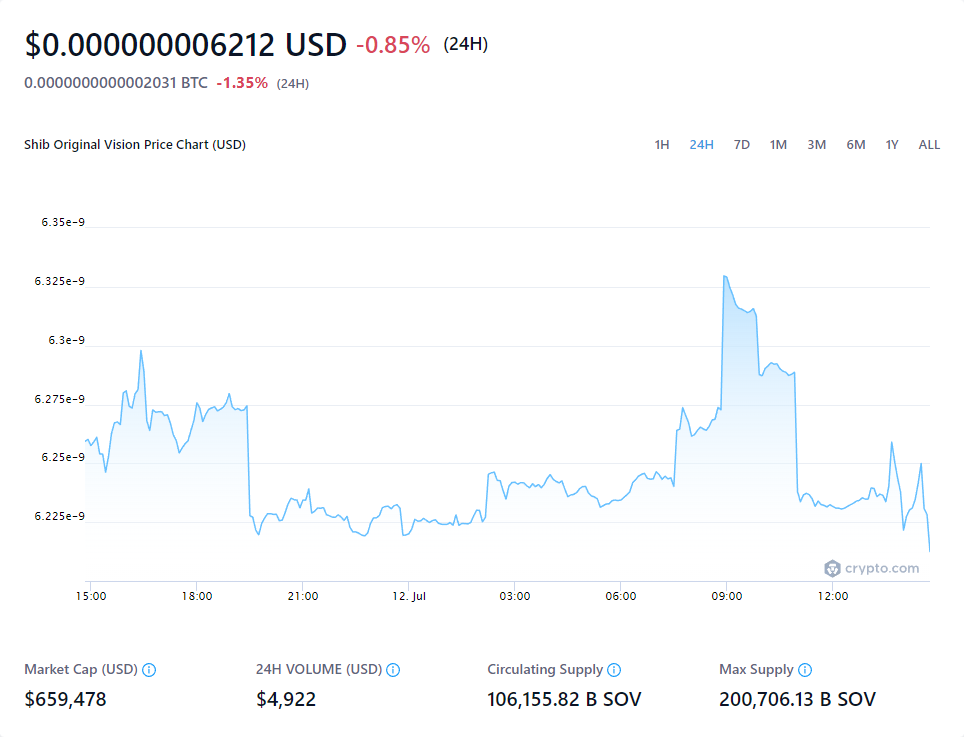 $0.000000006212 USD -0.85% (24H)
0.0000000000002031 BTC -1.35% (24H)
Shib Original Vision Price Chart (USD)
1H 24H 7D 1M 3M 6M 1Y ALL
6.35e-9
6.325e-9
6.3e-9
6.275e-9
6.25e-9
6.225e-9
crypto.com
15:00 18:00 21:00 12. Jul 03:00 06:00 09:00 12:00
Market Cap (USD) 24H VOLUME (USD) Circulating Supply Max Supply
$659,478 $4,922 106,155.82 B SOV 200,706.13 B SOV